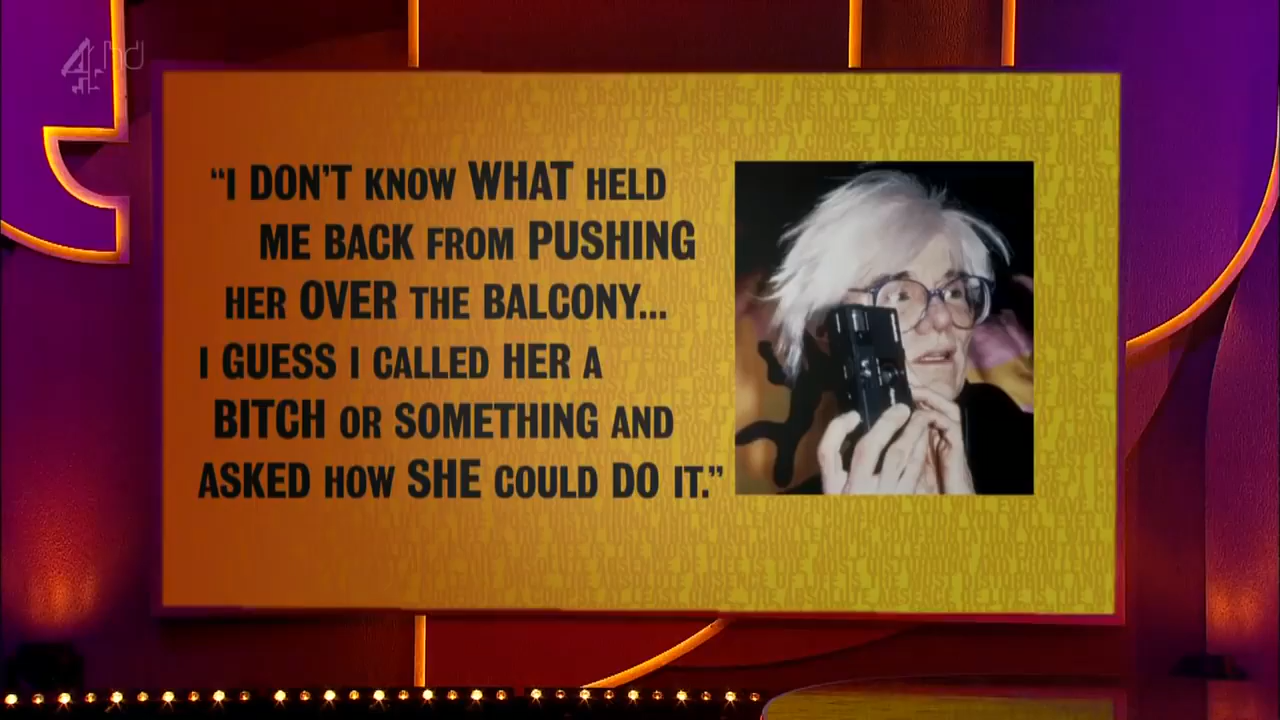 4hd
“I DON’T KNOW WHAT HELD
ME BACK FROM PUSHING
HER OVER THE BALCONY...
I GUESS I CALLED HER A
BITCH OR SOMETHING AND
ASKED HOW SHE COULD DO IT.”